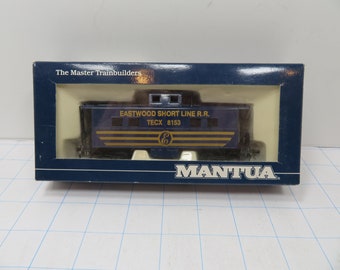 The Master Trainbuilders
EASTWOOD SHORT LINE R.R.
TECX 8153
MANTUA